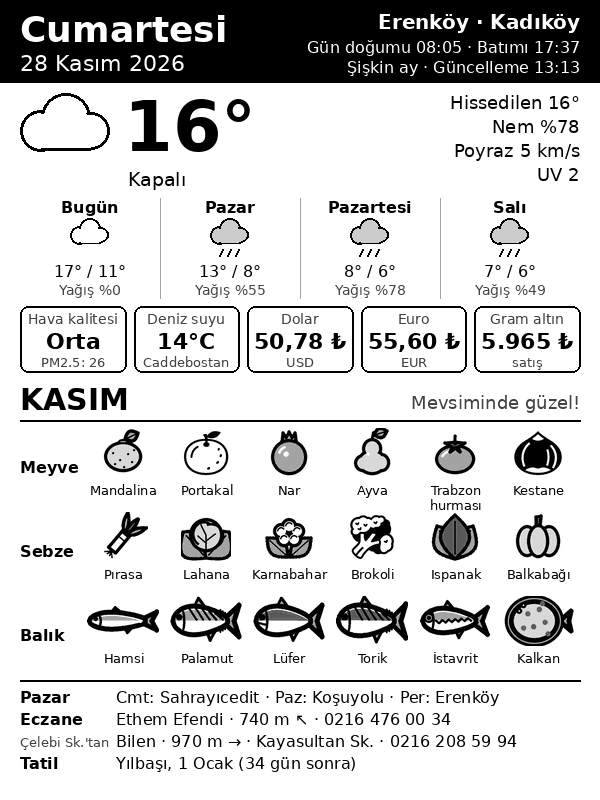 Cumartesi
28 Kasım 2026
Erenköy · Kadıköy
Gün doğumu 08:05 · Batımı 17:37
Şişkin ay · Güncelleme 13:13
16°
Kapalı
Hissedilen 16°
Nem %78
Poyraz 5 km/s
UV 2
Bugün Pazar Pazartesi Salı
17° / 11° 13° / 8° 8° / 6° 7° / 6°
Yağış %0 Yağış %55 Yağış %78 Yağış %49
Hava kalitesi Deniz suyu Dolar Euro Gram altın
Orta 14°C 50,78 ₺ 55,60 ₺ 5.965 ₺
PM2.5: 26 Caddebostan USD EUR satış
KASIM Mevsiminde güzel!
Meyve
Mandalina Portakal Nar Ayva Trabzon hurması Kestane
Sebze
Pırasa Lahana Karnabahar Brokoli Ispanak Balkabağı
Balık
Hamsi Palamut Lüfer Torik İstavrit Kalkan
Pazar Cmt: Sahrayıcedit · Paz: Koşuyolu · Per: Erenköy
Eczane Ethem Efendi · 740 m ↖ · 0216 476 00 34
Çelebi Sk.'tan Bilen · 970 m → · Kayasultan Sk. · 0216 208 59 94
Tatil Yılbaşı, 1 Ocak (34 gün sonra)